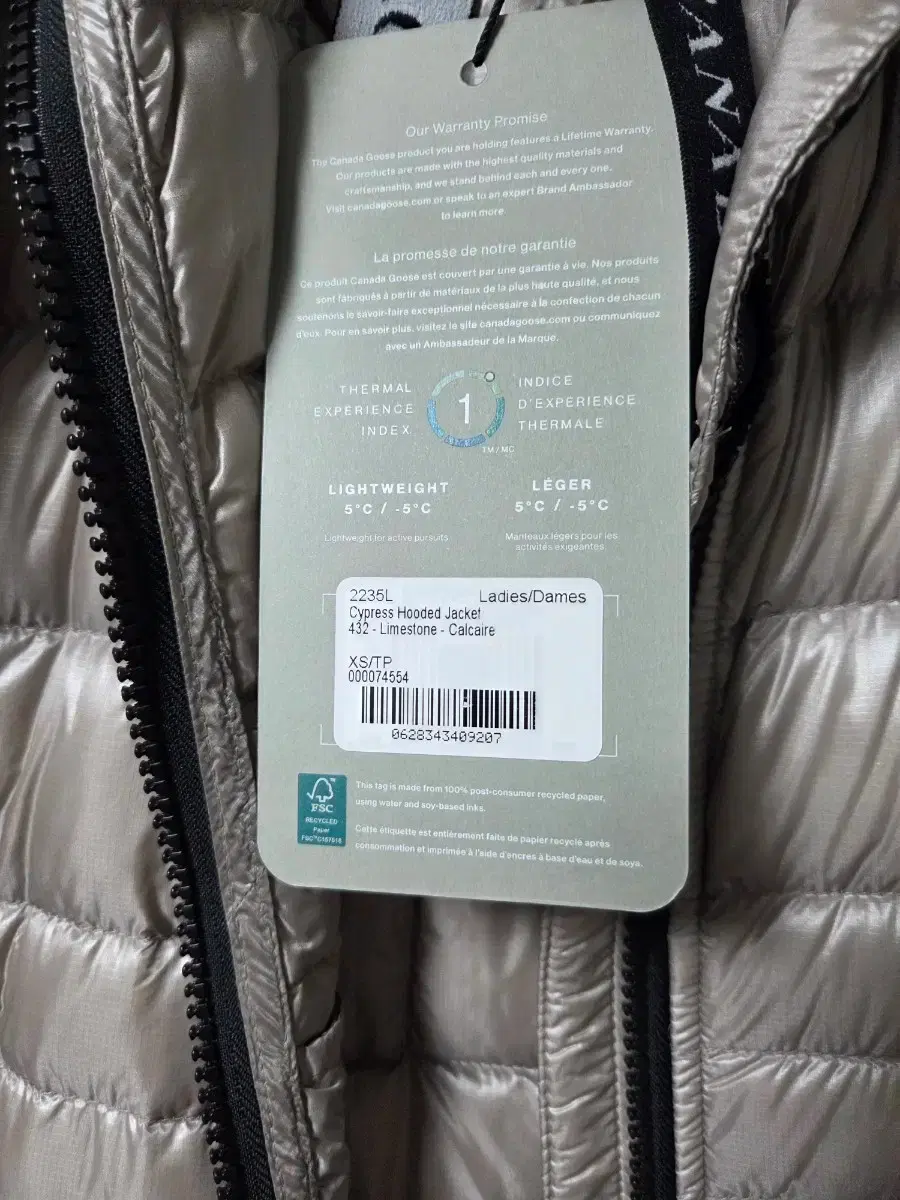 CANAD
Our Warranty Promise
The Canada Goose product you are holding features a Lifetime Warranty.
Our products are made with the highest quality materials and
craftsmanship, and we stand behind each and every one.
Visit canadagoose.com or speak to an expert Brand Ambassador
to learn more.
La promesse de notre garantie
Ce produit Canada Goose est couvert par une garantie à vie. Nos produits
sont fabriqués à partir de matériaux de la plus haute qualité, et nous
soutenons le savoir-faire exceptionnel nécessaire à la confection de chacun
d'eux. Pour en savoir plus, visitez le site canadagoose.com ou communiquez
avec un Ambassadeur de la Marque.
THERMAL
EXPERIENCE
INDEX
1
TM/MC
INDICE
D'EXPERIENCE
THERMALE
LIGHTWEIGHT
5°C / -5°C
Lightweight for active pursuits
LÉGER
5°C / -5°C
Manteaux légers pour les
activités exigeantes
2235L Ladies/Dames
Cypress Hooded Jacket
432 - Limestone - Calcaire
XS/TP
000074554
0628343409207
FSC
RECYCLED
Paper
This tag is made from 100% post-consumer recycled paper,
using water and soy-based inks.
Cette étiquette est entièrement faite de papier recyclé après
consommation et imprimée à l'aide d'encres à base d'eau et de soya.